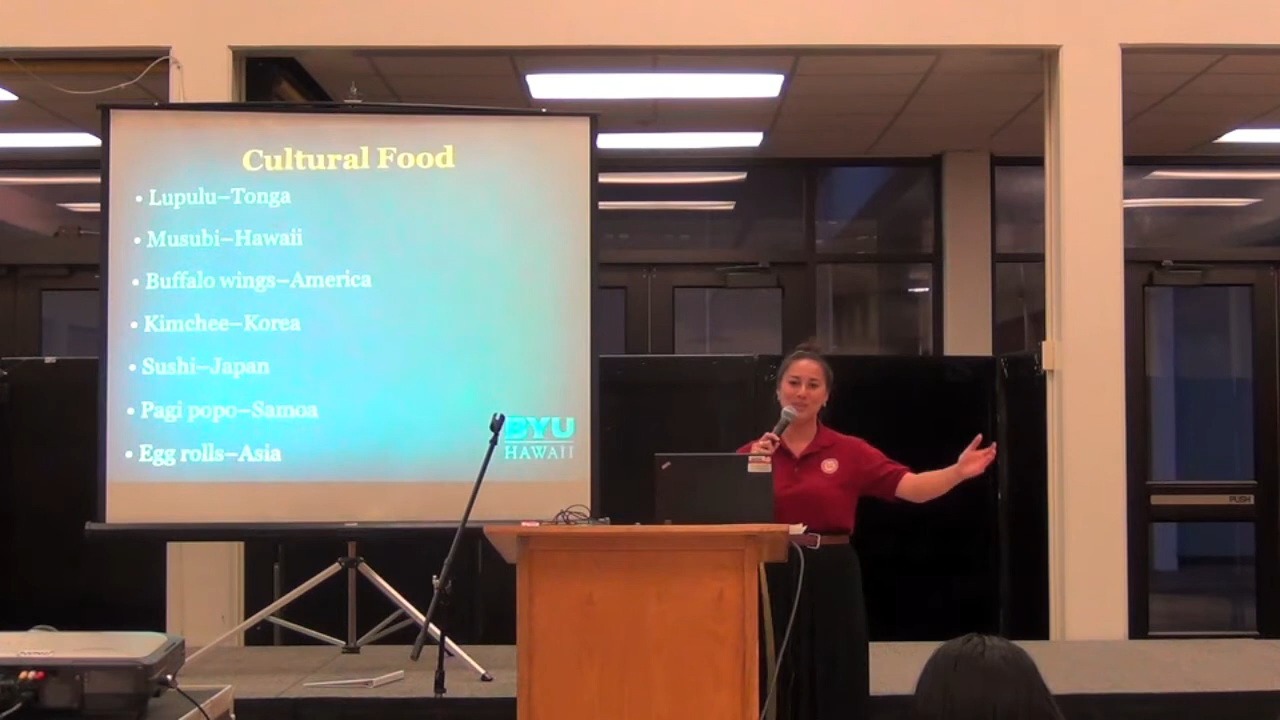 Cultural Food
• Lupulu–Tonga
• Musubi–Hawaii
• Buffalo wings–America
• Kimchee–Korea
• Sushi–Japan
• Pagi popo–Samoa
• Egg rolls–Asia
BYU
HAWAII
PUSH